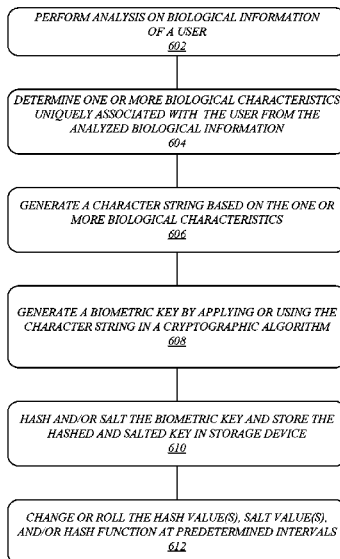 PERFORM ANALYSIS ON BIOLOGICAL INFORMATION
OF A USER
602
DETERMINE ONE OR MORE BIOLOGICAL CHARACTERISTICS
UNIQUELY ASSOCIATED WITH THE USER FROM THE
ANALYZED BIOLOGICAL INFORMATION
604
GENERATE A CHARACTER STRING BASED ON THE ONE OR
MORE BIOLOGICAL CHARACTERISTICS
606
GENERATE A BIOMETRIC KEY BY APPLYING OR USING THE
CHARACTER STRING IN A CRYPTOGRAPHIC ALGORITHM
608
HASH AND/OR SALT THE BIOMETRIC KEY AND STORE THE
HASHED AND SALTED KEY IN STORAGE DEVICE
610
CHANGE OR ROLL THE HASH VALUE(S), SALT VALUE(S),
AND/OR HASH FUNCTION AT PREDETERMINED INTERVALS
612